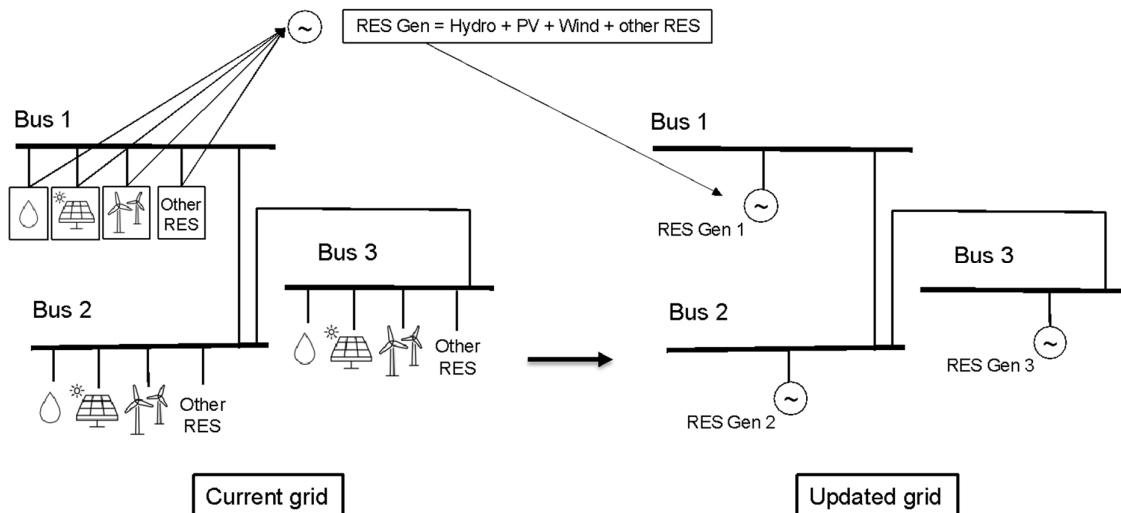 ~
RES Gen = Hydro + PV + Wind + other RES
Bus 1
Other
RES
Bus 2
Other
RES
Bus 3
Other
RES
Current grid
Bus 1
~
RES Gen 1
Bus 2
~
RES Gen 2
Bus 3
~
RES Gen 3
Updated grid